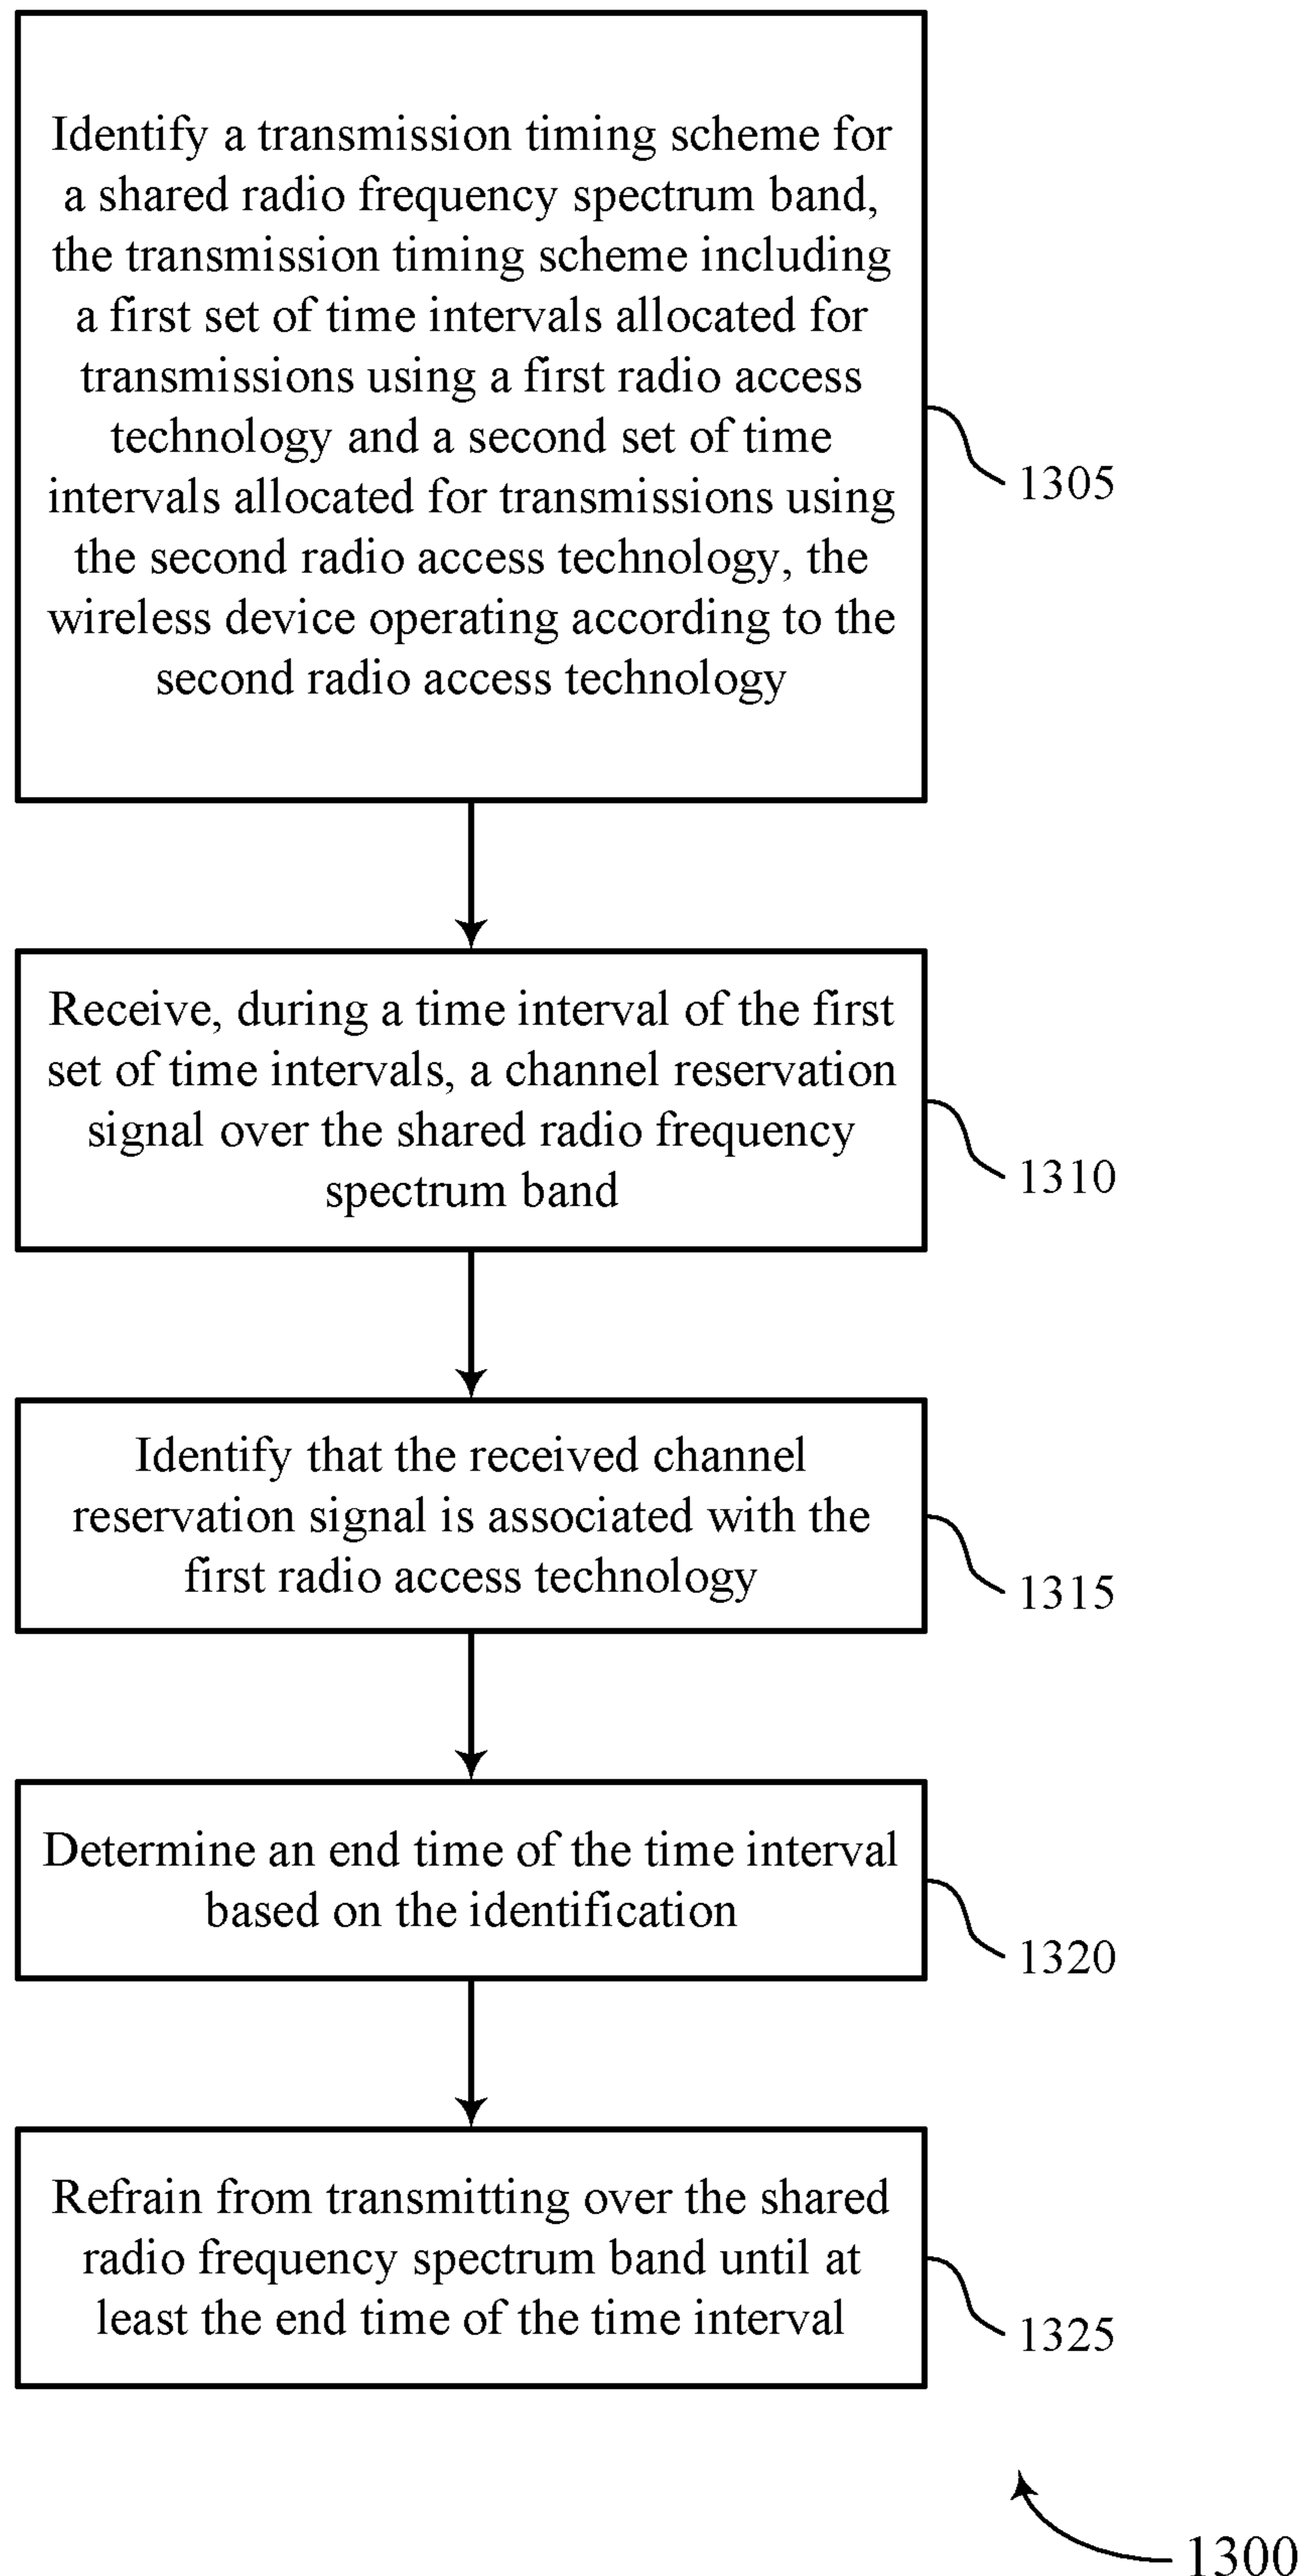 Identify a transmission timing scheme for
a shared radio frequency spectrum band,
the transmission timing scheme including
a first set of time intervals allocated for
transmissions using a first radio access
technology and a second set of time
intervals allocated for transmissions using
the second radio access technology, the
wireless device operating according to the
second radio access technology
1305
Receive, during a time interval of the first
set of time intervals, a channel reservation
signal over the shared radio frequency
spectrum band
1310
Identify that the received channel
reservation signal is associated with the
first radio access technology
1315
Determine an end time of the time interval
based on the identification
1320
Refrain from transmitting over the shared
radio frequency spectrum band until at
least the end time of the time interval
1325
1300